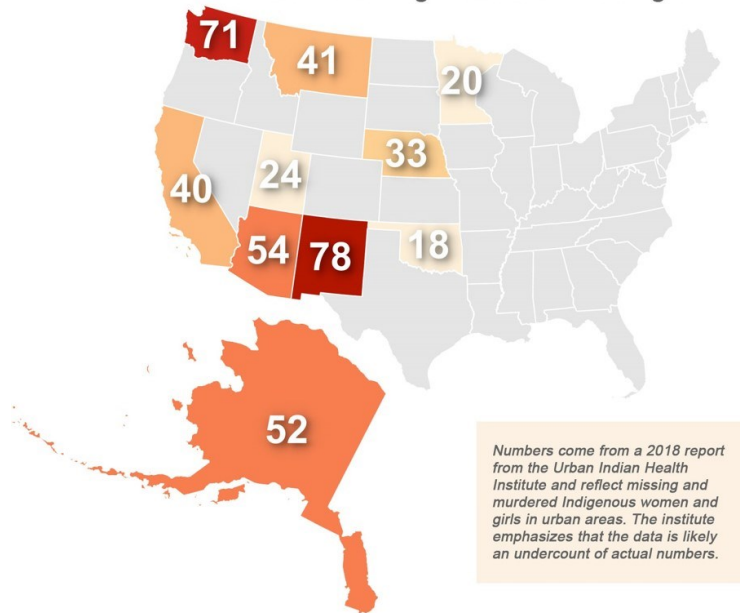 71
41
20
33
40
24
54
78
18
52
Numbers come from a 2018 report
from the Urban Indian Health
Institute and reflect missing and
murdered Indigenous women and
girls in urban areas. The institute
emphasizes that the data is likely
an undercount of actual numbers.